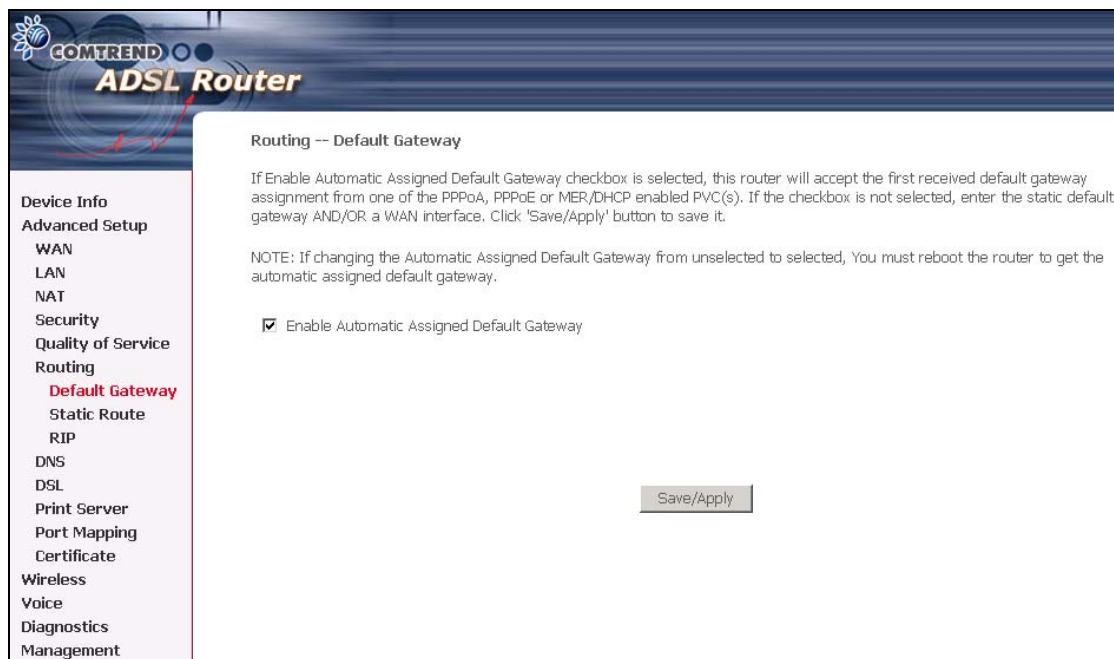 COMTREND
ADSL Router
Device Info
Advanced Setup
WAN
LAN
NAT
Security
Quality of Service
Routing
Default Gateway
Static Route
RIP
DNS
DSL
Print Server
Port Mapping
Certificate
Wireless
Voice
Diagnostics
Management
Routing -- Default Gateway
If Enable Automatic Assigned Default Gateway checkbox is selected, this router will accept the first received default gateway
assignment from one of the PPPoA, PPPoE or MER/DHCP enabled PVC(s). If the checkbox is not selected, enter the static default
gateway AND/OR a WAN interface. Click 'Save/Apply' button to save it.
NOTE: If changing the Automatic Assigned Default Gateway from unselected to selected, You must reboot the router to get the
automatic assigned default gateway.
Enable Automatic Assigned Default Gateway
Save/Apply